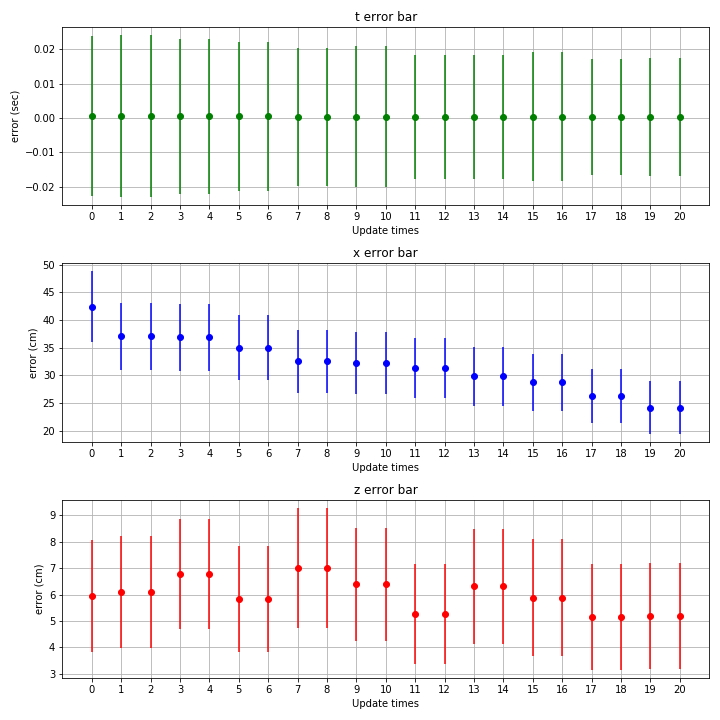 t error bar
0.02
0.01
0.00
−0.01
−0.02
error (sec)
0 1 2 3 4 5 6 7 8 9 10 11 12 13 14 15 16 17 18 19 20
Update times
x error bar
50
45
40
35
30
25
20
error (cm)
0 1 2 3 4 5 6 7 8 9 10 11 12 13 14 15 16 17 18 19 20
Update times
z error bar
9
8
7
6
5
4
3
error (cm)
0 1 2 3 4 5 6 7 8 9 10 11 12 13 14 15 16 17 18 19 20
Update times